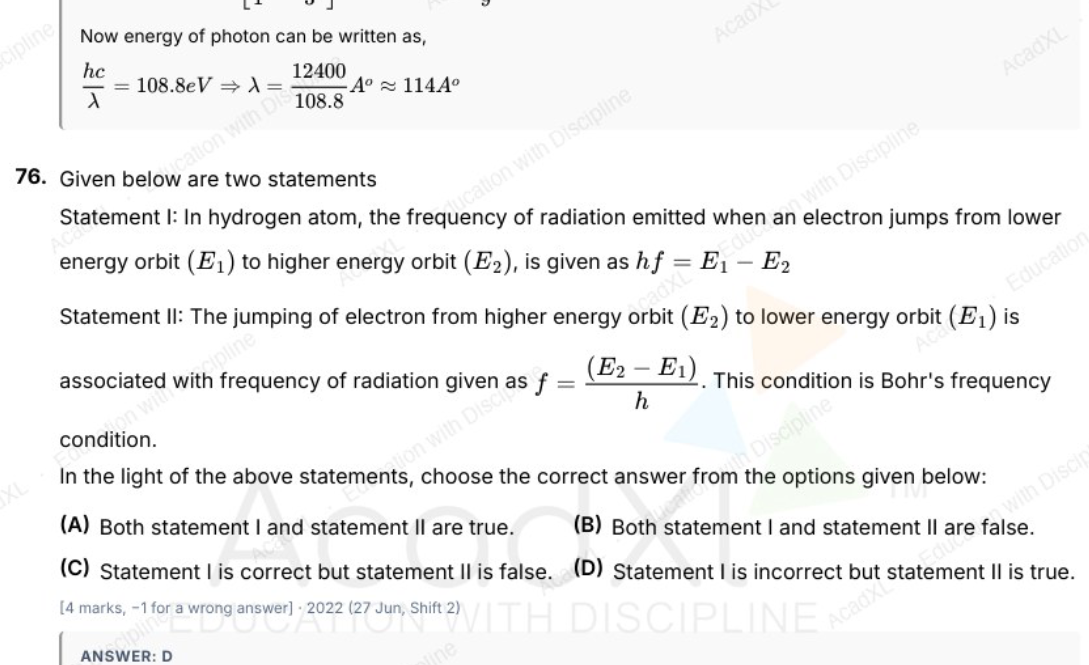 Now energy of photon can be written as,
hc/λ = 108.8eV ⇒ λ = 12400/108.8 A° ≈ 114A°
76. Given below are two statements
Statement I: In hydrogen atom, the frequency of radiation emitted when an electron jumps from lower
energy orbit (E₁) to higher energy orbit (E₂), is given as hf = E₁ − E₂
Statement II: The jumping of electron from higher energy orbit (E₂) to lower energy orbit (E₁) is
associated with frequency of radiation given as f = (E₂ − E₁)/h. This condition is Bohr's frequency
condition.
In the light of the above statements, choose the correct answer from the options given below:
(A) Both statement I and statement II are true. (B) Both statement I and statement II are false.
(C) Statement I is correct but statement II is false. (D) Statement I is incorrect but statement II is true.
[4 marks, −1 for a wrong answer] · 2022 (27 Jun, Shift 2)
ANSWER: D
AcadXL
EDUCATION WITH DISCIPLINE